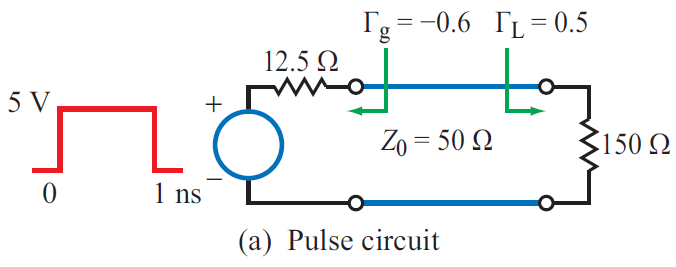 Γg = −0.6 ΓL = 0.5
12.5 Ω
5 V
+
Z0 = 50 Ω
150 Ω
−
0 1 ns
(a) Pulse circuit